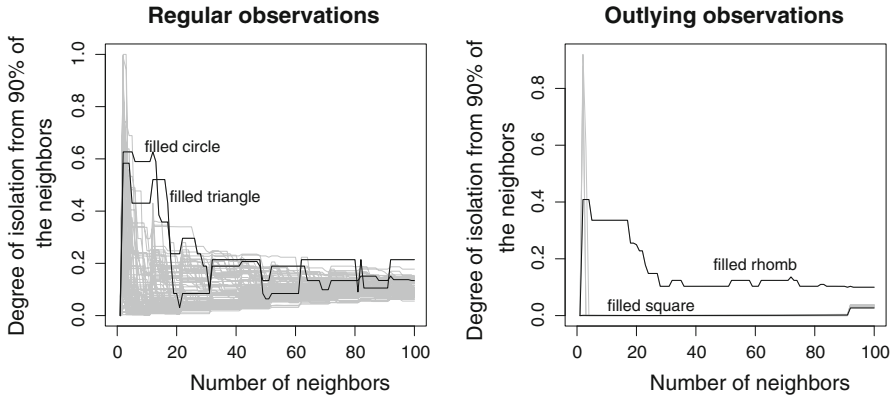 Regular observations
Degree of isolation from 90% of
the neighbors
1.0
0.8
0.6
0.4
0.2
0.0
filled circle
filled triangle
0 20 40 60 80 100
Number of neighbors
Outlying observations
Degree of isolation from 90% of
the neighbors
0.8
0.6
0.4
0.2
0.0
filled rhomb
filled square
0 20 40 60 80 100
Number of neighbors